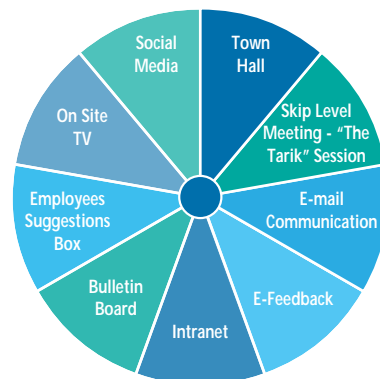 Town
Hall
Skip Level
Meeting - “The
Tarik” Session
E-mail
Communication
E-Feedback
Intranet
Bulletin
Board
Employees
Suggestions
Box
On Site
TV
Social
Media